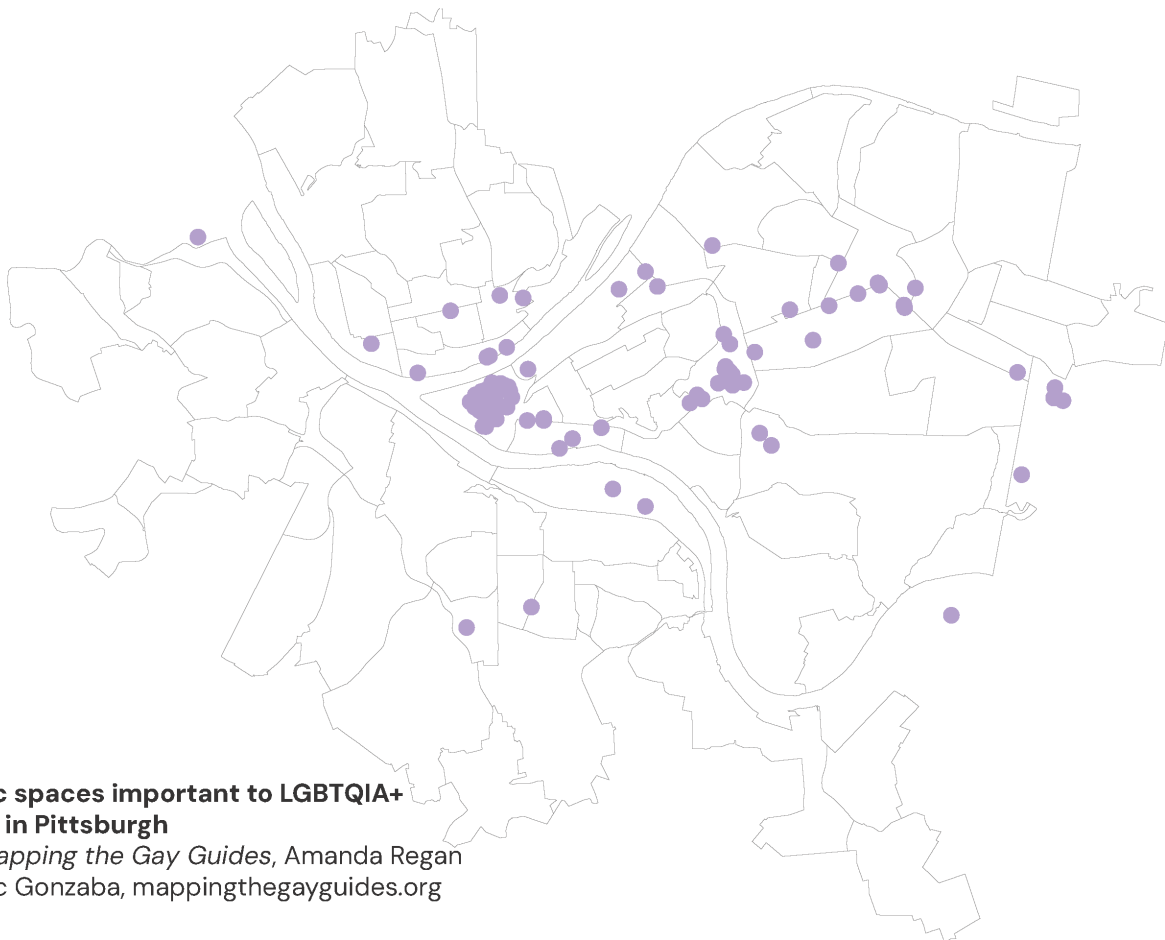 c spaces important to LGBTQIA+
in Pittsburgh
apping the Gay Guides, Amanda Regan
c Gonzaba, mappingthegayguides.org